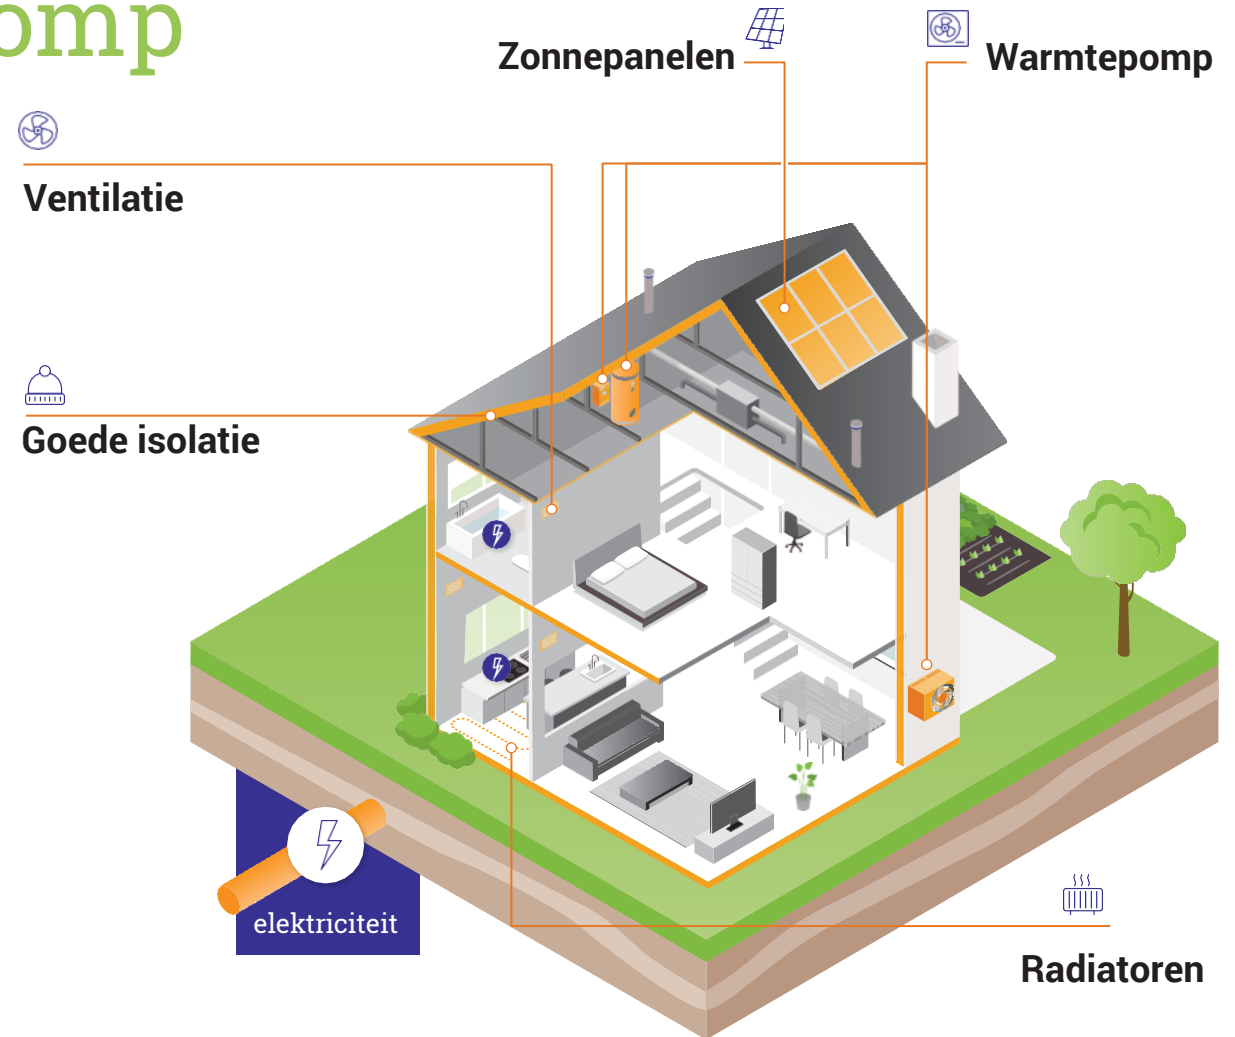 omp
Zonnepanelen
Warmtepomp
Ventilatie
Goede isolatie
elektriciteit
Radiatoren